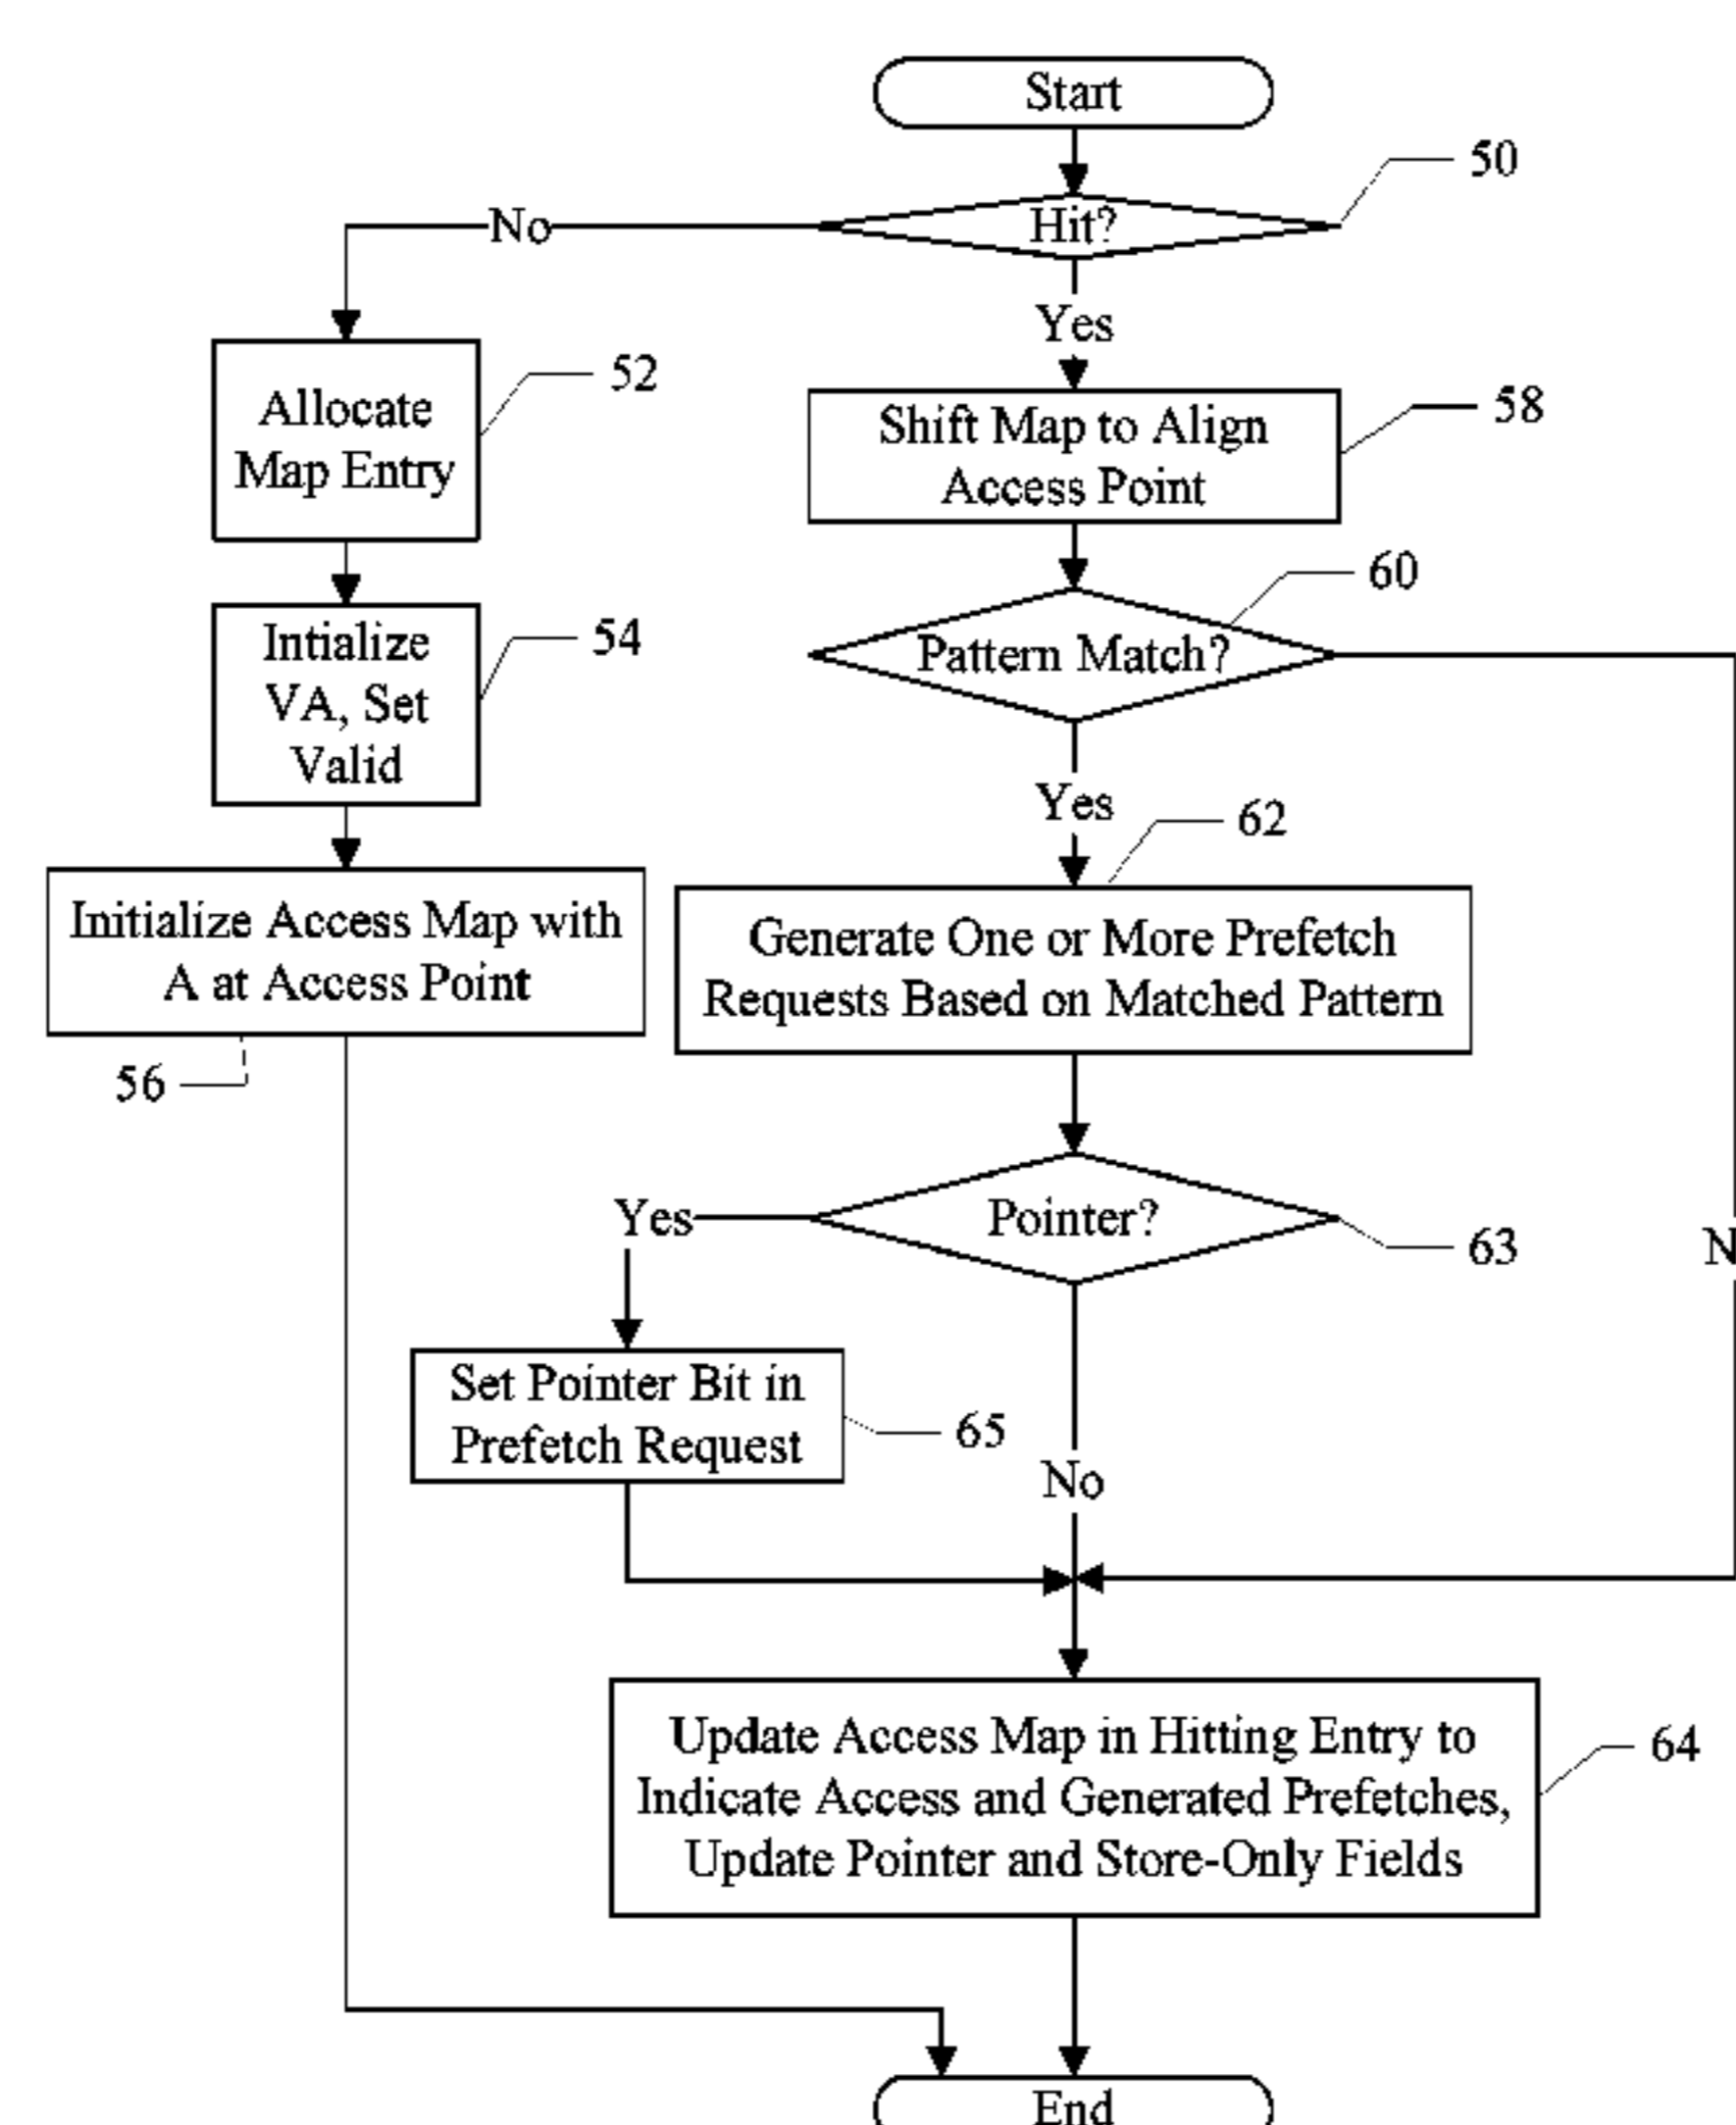 Start
50
Hit?
No
Yes
52
Allocate
Map Entry
58
Shift Map to Align
Access Point
60
54
Intialize
VA, Set
Valid
Pattern Match?
Yes
62
Initialize Access Map with
A at Access Point
56
Generate One or More Prefetch
Requests Based on Matched Pattern
Yes
Pointer?
63
N
Set Pointer Bit in
Prefetch Request
65
No
Update Access Map in Hitting Entry to
Indicate Access and Generated Prefetches,
Update Pointer and Store-Only Fields
64
End